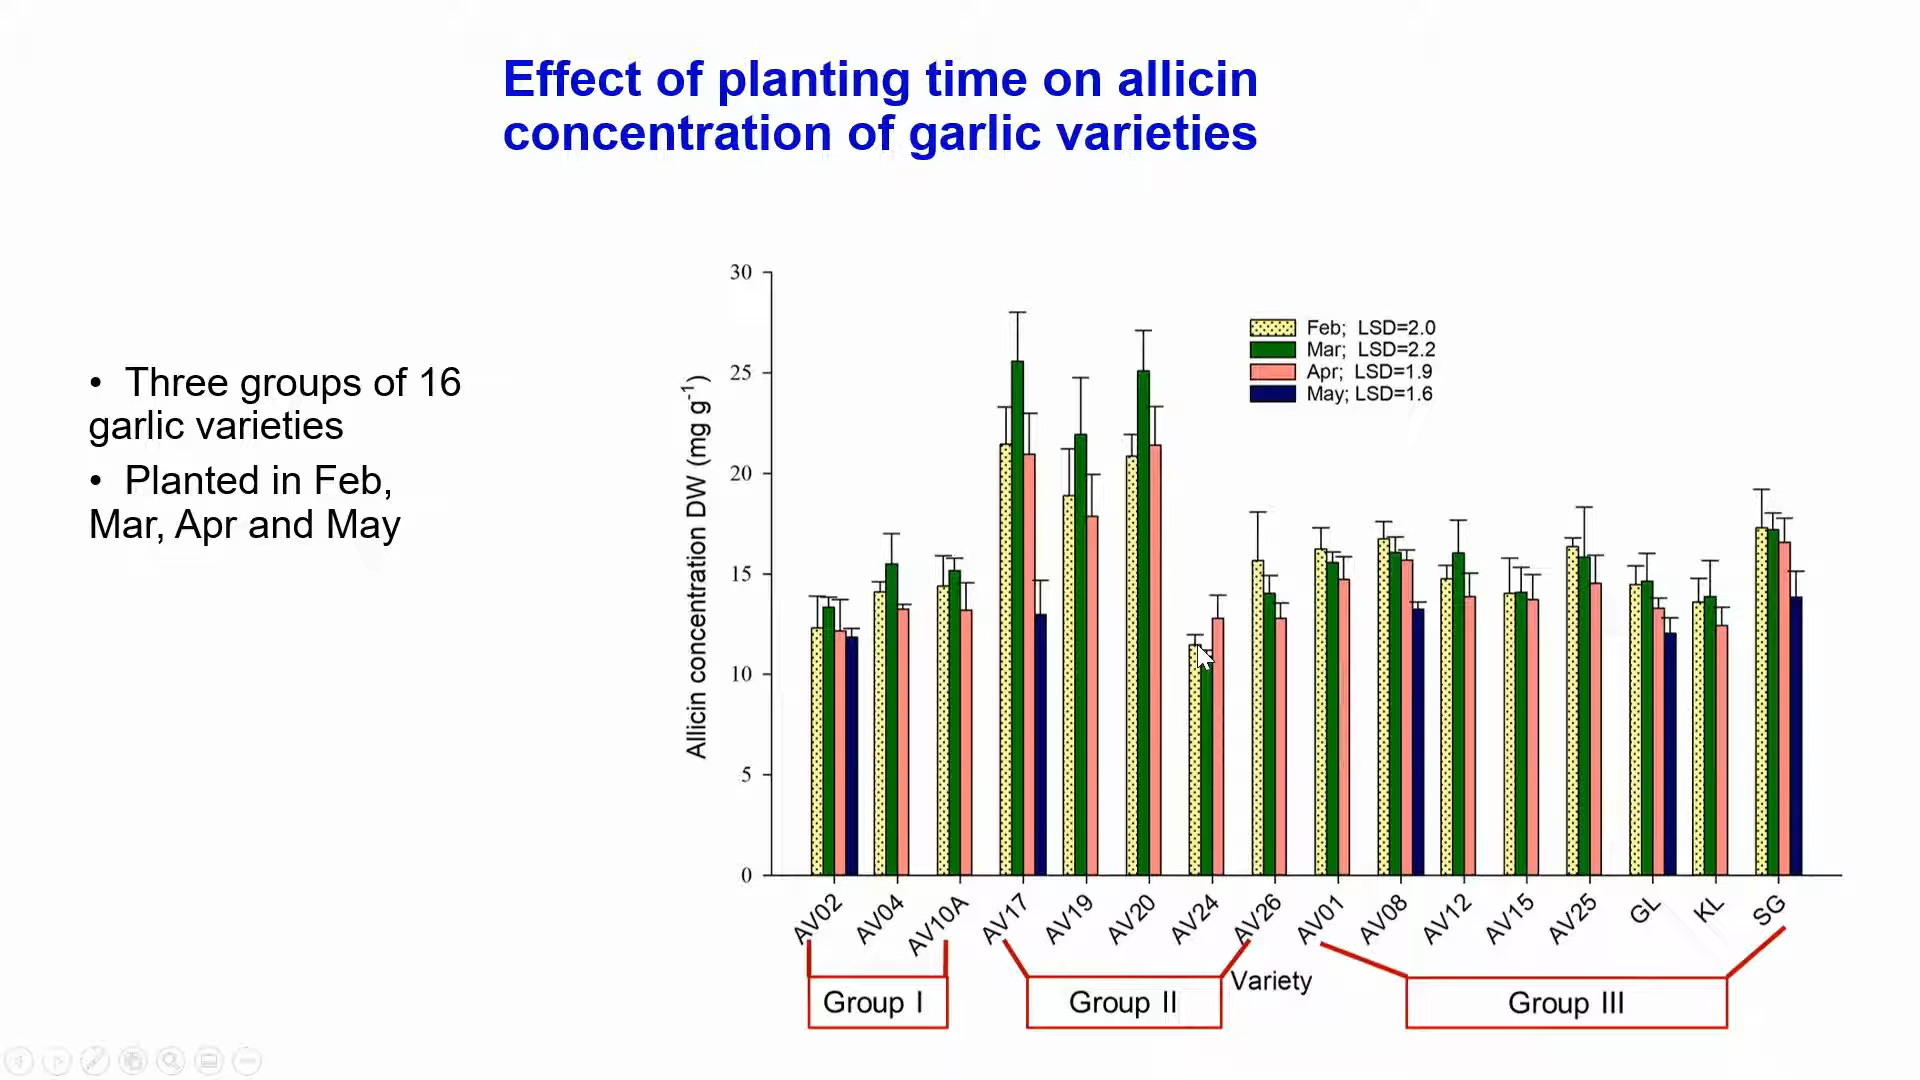 Effect of planting time on allicin
concentration of garlic varieties
• Three groups of 16
garlic varieties
• Planted in Feb,
Mar, Apr and May
Allicin concentration DW (mg g⁻¹)
30
25
20
15
10
5
0
Feb; LSD=2.0
Mar; LSD=2.2
Apr; LSD=1.9
May; LSD=1.6
AV02 AV04 AV10A AV17 AV19 AV20 AV24 AV26 AV01 AV08 AV12 AV15 AV25 GL KL SG
Variety
Group I Group II Group III